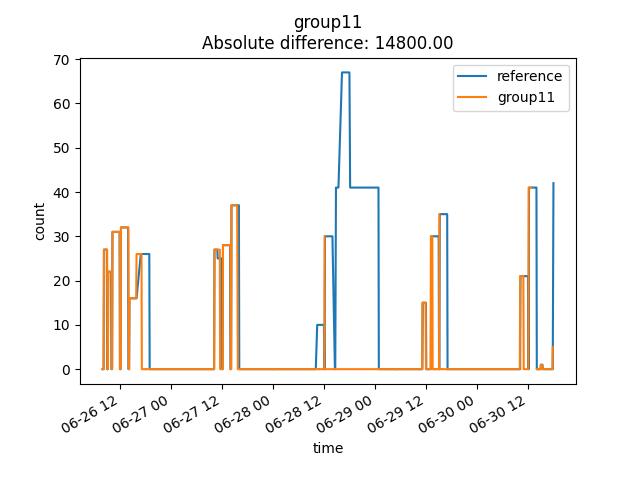 group11
Absolute difference: 14800.00
70
60
50
40
30
20
10
0
count
reference
group11
06-26 12
06-27 00
06-27 12
06-28 00
06-28 12
06-29 00
06-29 12
06-30 00
06-30 12
time